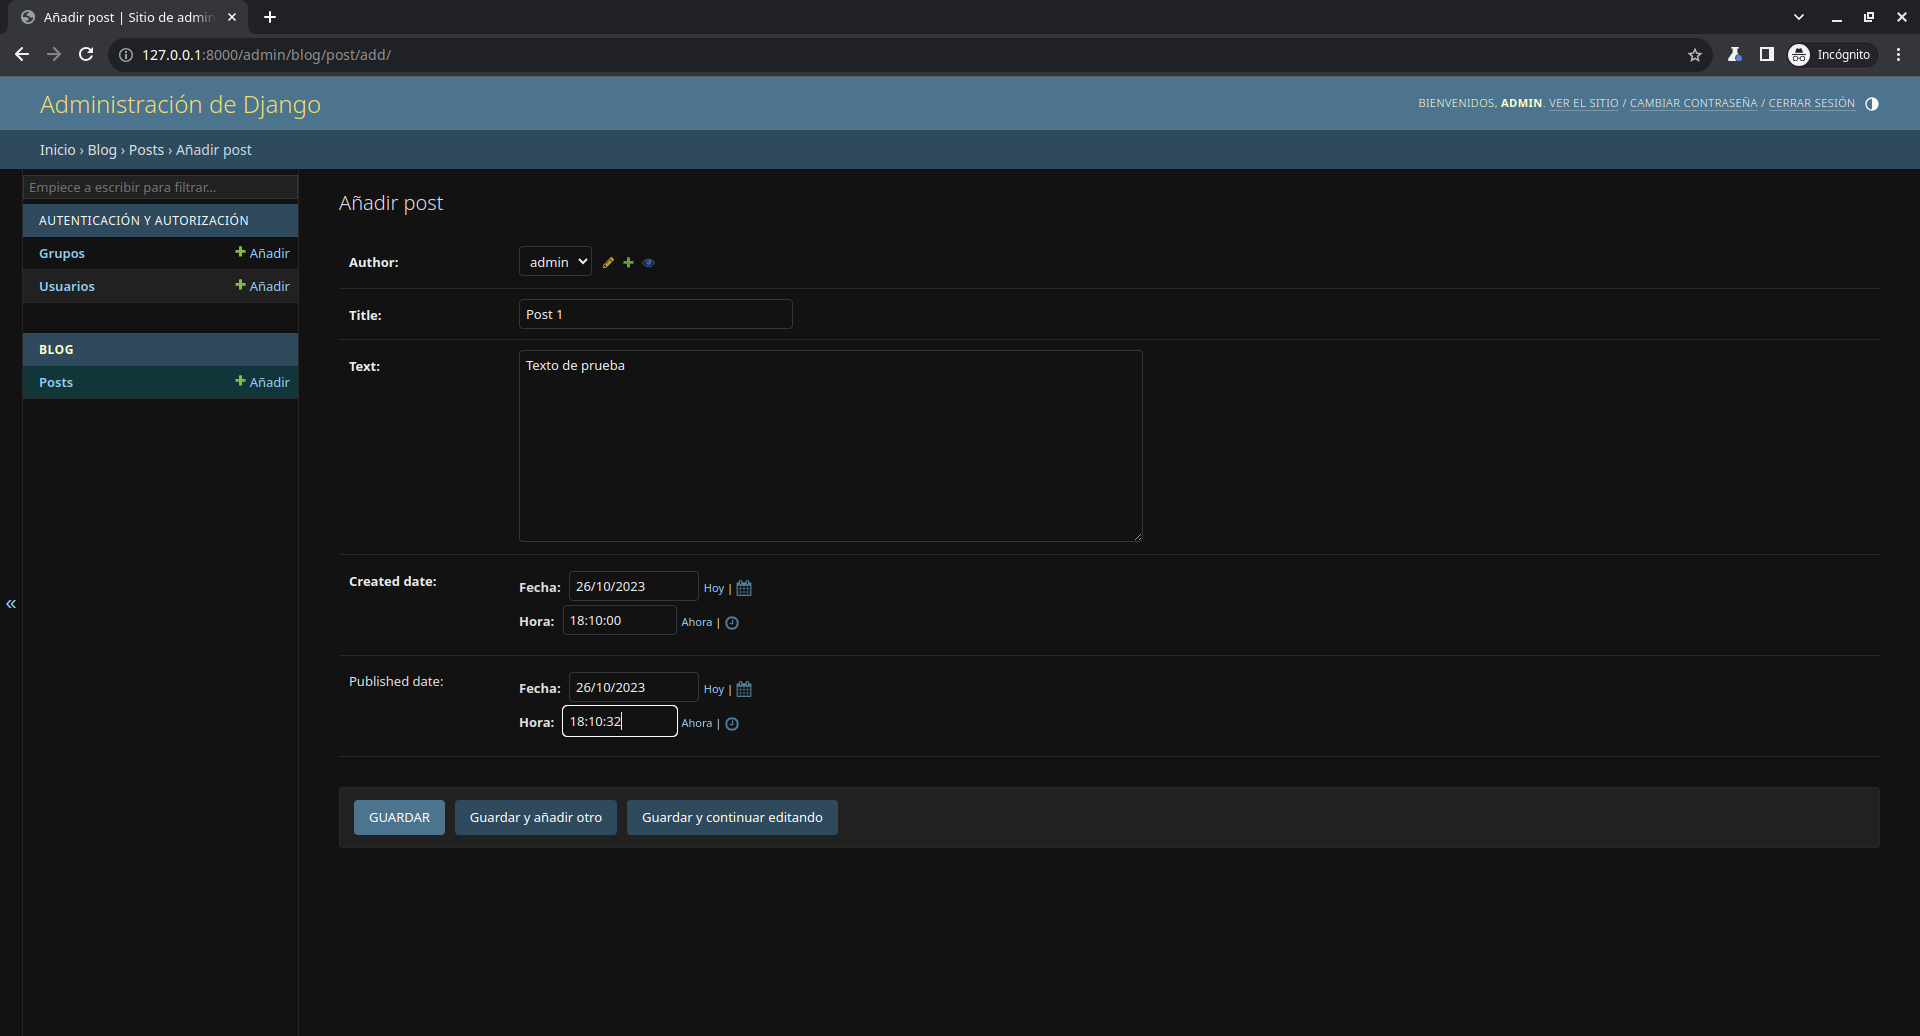 Añadir post | Sitio de admin
127.0.0.1:8000/admin/blog/post/add/
Incógnito
Administración de Django
BIENVENIDOS, ADMIN. VER EL SITIO / CAMBIAR CONTRASEÑA / CERRAR SESIÓN
Inicio › Blog › Posts › Añadir post
Empiece a escribir para filtrar...
AUTENTICACIÓN Y AUTORIZACIÓN
Grupos + Añadir
Usuarios + Añadir
BLOG
Posts + Añadir
«
Añadir post
Author: admin
Title: Post 1
Text: Texto de prueba
Created date: Fecha: 26/10/2023 Hoy |
Hora: 18:10:00 Ahora |
Published date: Fecha: 26/10/2023 Hoy |
Hora: 18:10:32 Ahora |
GUARDAR Guardar y añadir otro Guardar y continuar editando